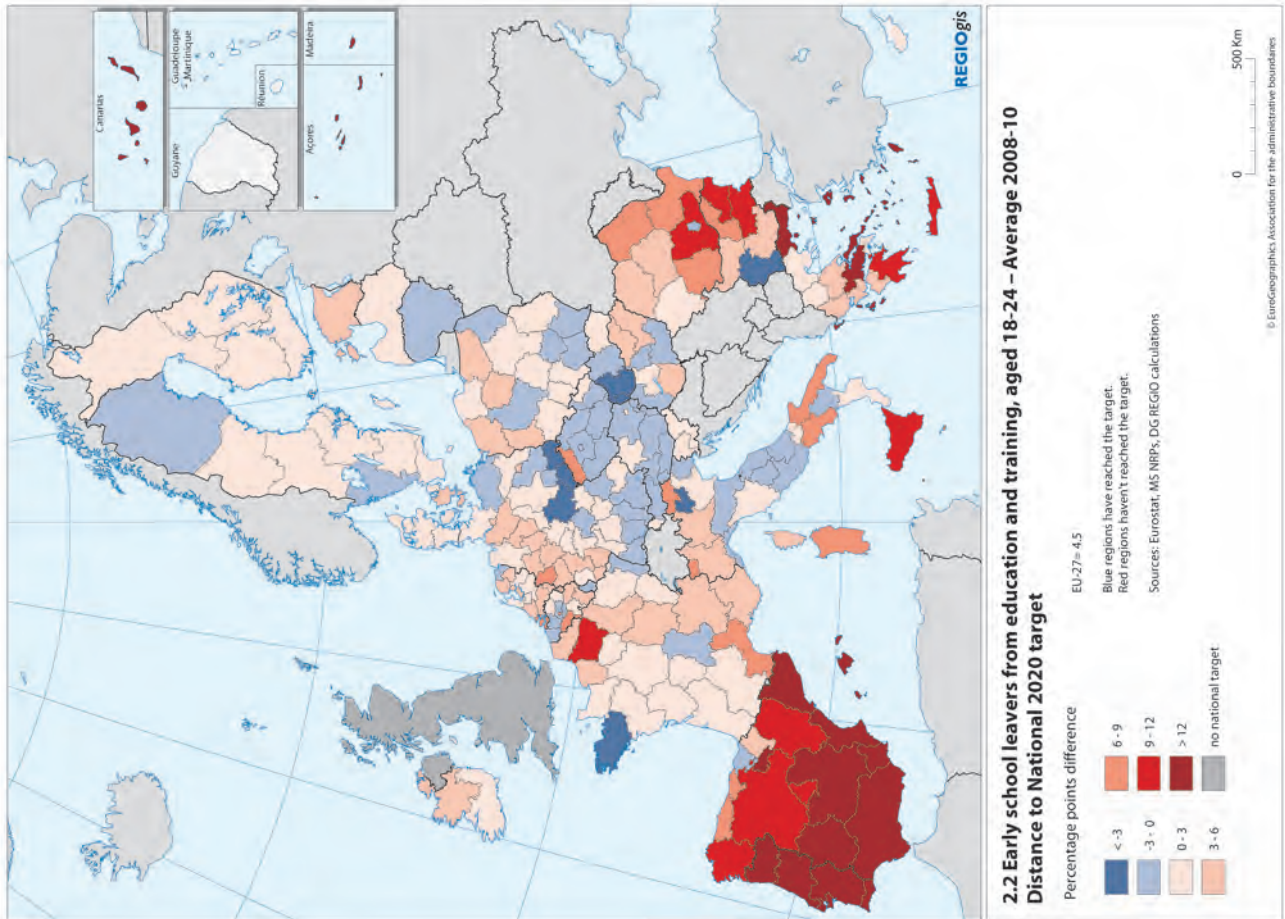 Canarias
Guyane
Guadeloupe
Martinique
Réunion
Açores
Madeira
REGIOgis
2.2 Early school leavers from education and training, aged 18-24 – Average 2008-10
Distance to National 2020 target
Percentage points difference
EU-27= 4.5
< -3
-3 - 0
0 - 3
3 - 6
6 - 9
9 - 12
> 12
no national target
Blue regions have reached the target.
Red regions haven't reached the target.
Sources: Eurostat, MS NRPs, DG REGIO calculations
0 500 Km
© EuroGeographics Association for the administrative boundaries